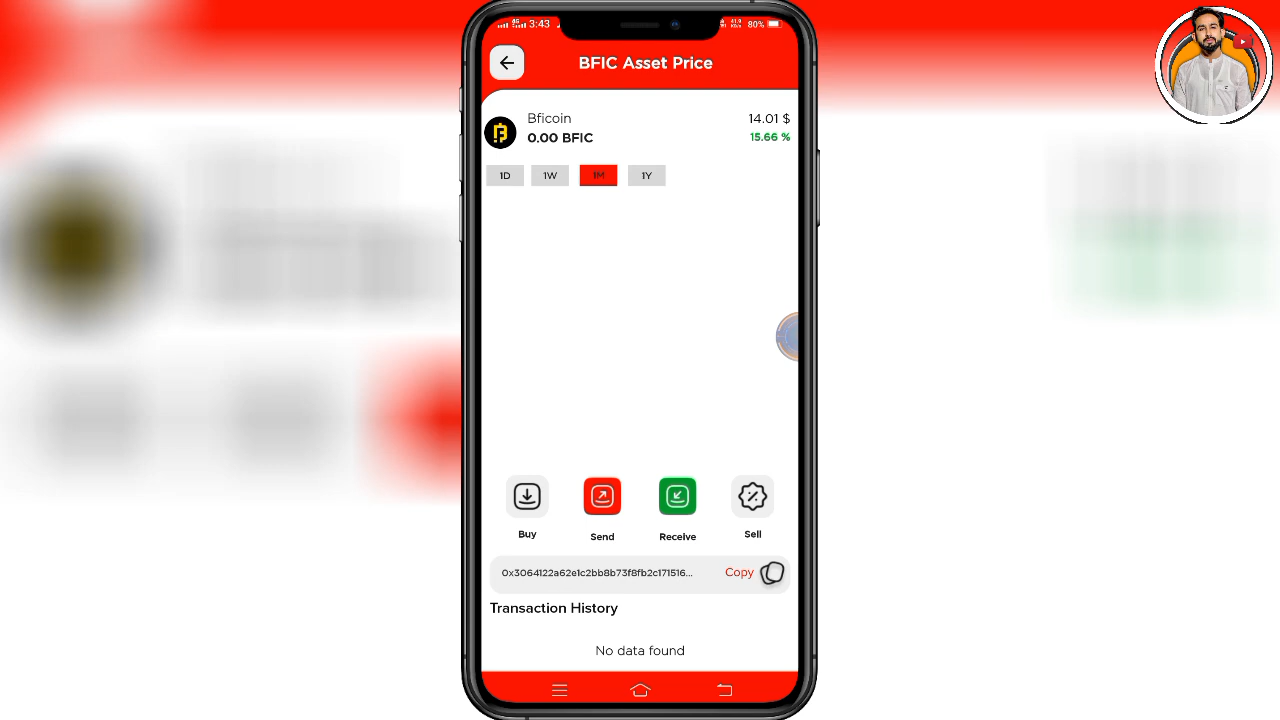 3:43
80%
BFIC Asset Price
Bficoin
14.01 $
0.00 BFIC
15.66 %
1D
1W
1M
1Y
Buy
Send
Receive
Sell
0x3064122a62e1c2bb8b73f8fb2c171516...
Copy
Transaction History
No data found